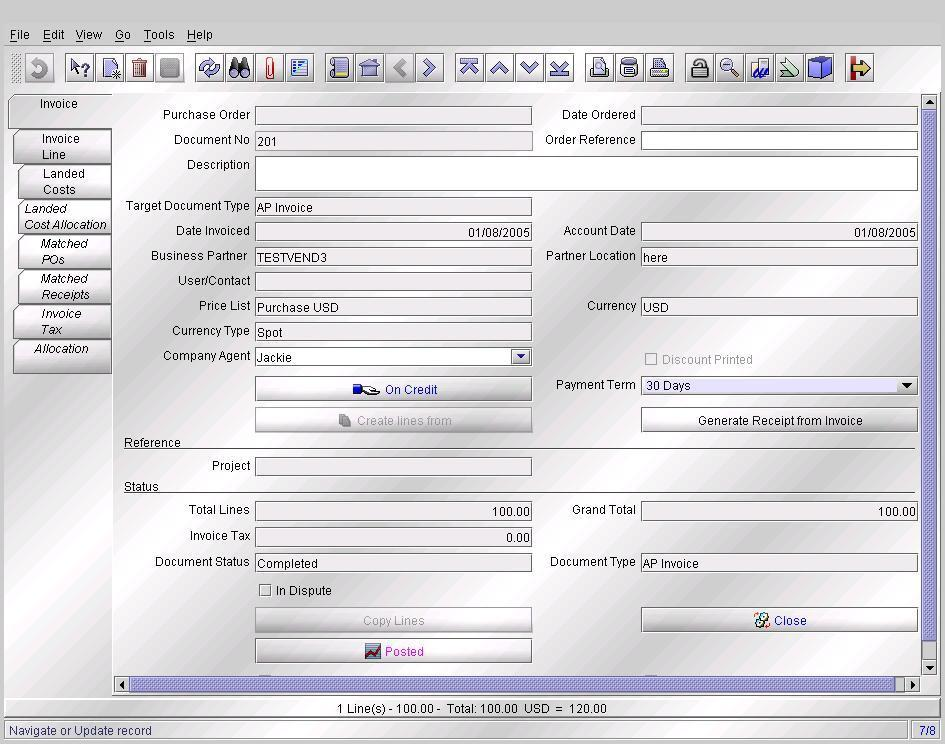 File Edit View Go Tools Help
Invoice
Invoice
Line
Landed
Costs
Landed
Cost Allocation
Matched
POs
Matched
Receipts
Invoice
Tax
Allocation
Purchase Order Date Ordered
Document No 201 Order Reference
Description
Target Document Type AP Invoice
Date Invoiced 01/08/2005 Account Date 01/08/2005
Business Partner TESTVEND3 Partner Location here
User/Contact
Price List Purchase USD Currency USD
Currency Type Spot
Company Agent Jackie Discount Printed
On Credit Payment Term 30 Days
Create lines from Generate Receipt from Invoice
Reference
Project
Status
Total Lines 100.00 Grand Total 100.00
Invoice Tax 0.00
Document Status Completed Document Type AP Invoice
In Dispute
Copy Lines Close
Posted
1 Line(s) - 100.00 - Total: 100.00 USD = 120.00
Navigate or Update record 7/8